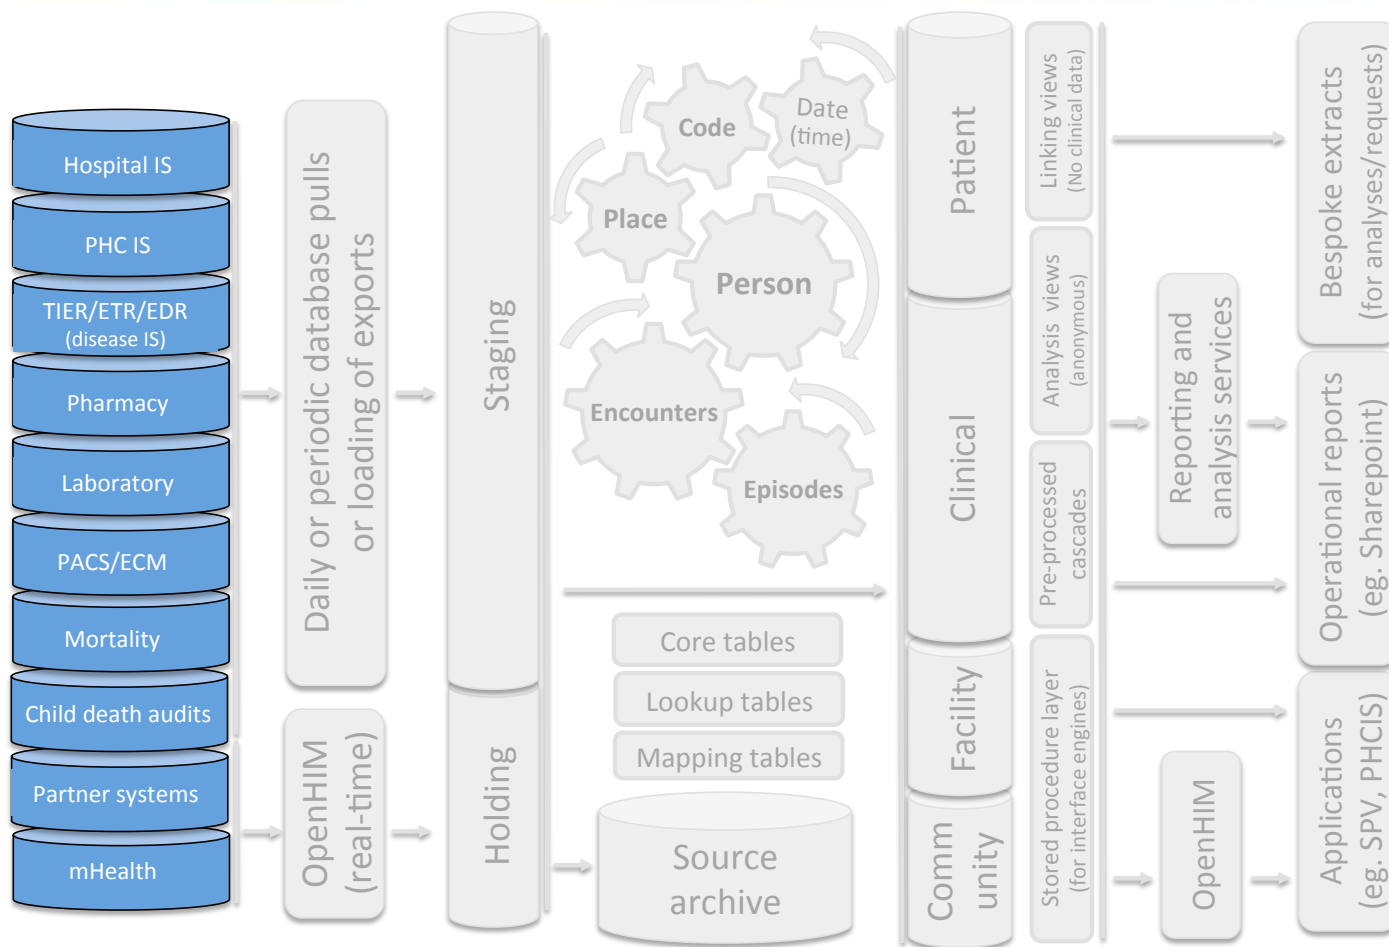 Hospital IS
PHC IS
TIER/ETR/EDR
(disease IS)
Pharmacy
Laboratory
PACS/ECM
Mortality
Child death audits
Partner systems
mHealth
Daily or periodic database pulls
or loading of exports
OpenHIM
(real-time)
Staging
Holding
Code
Date
(time)
Place
Person
Encounters
Episodes
Core tables
Lookup tables
Mapping tables
Source
archive
Patient
Clinical
Facility
Comm
unity
Linking views
(No clinical data)
Analysis views
(anonymous)
Pre-processed
cascades
Stored procedure layer
(for interface engines)
Reporting and
analysis services
OpenHIM
Bespoke extracts
(for analyses/requests)
Operational reports
(eg. Sharepoint)
Applications
(eg. SPV, PHCIS)